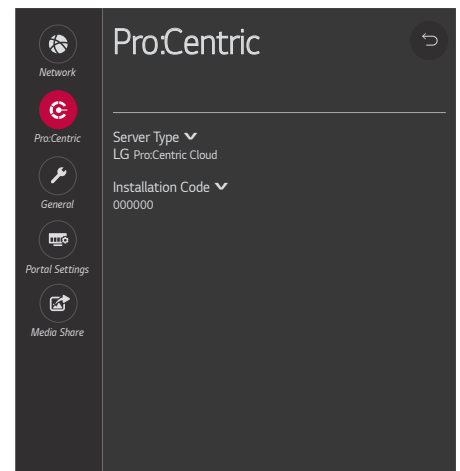 Pro:Centric
Network
Pro:Centric
General
Portal Settings
Media Share
Server Type
LG Pro:Centric Cloud
Installation Code
000000